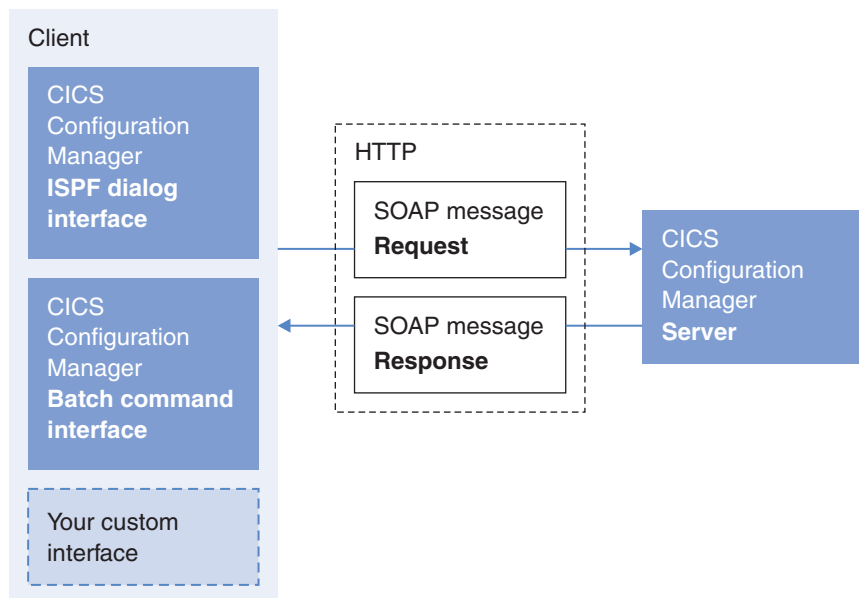 Client
CICS
Configuration
Manager
ISPF dialog
interface
CICS
Configuration
Manager
Batch command
interface
Your custom
interface
HTTP
SOAP message
Request
SOAP message
Response
CICS
Configuration
Manager
Server